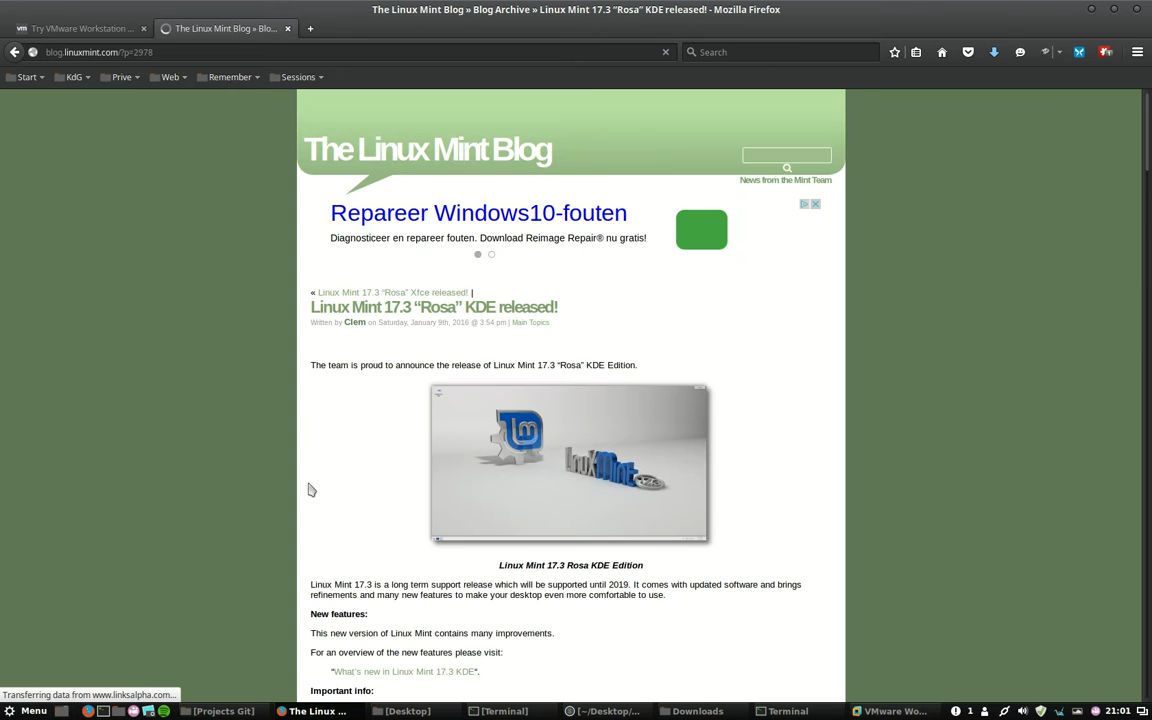 The Linux Mint Blog » Blog Archive » Linux Mint 17.3 “Rosa” KDE released! - Mozilla Firefox
vm Try VMware Workstation ...
The Linux Mint Blog » Blo...
blog.linuxmint.com/?p=2978
Search
Start KdG Prive Web Remember Sessions
The Linux Mint Blog
News from the Mint Team
Repareer Windows10-fouten
Diagnosticeer en repareer fouten. Download Reimage Repair® nu gratis!
« Linux Mint 17.3 “Rosa” Xfce released! |
Linux Mint 17.3 “Rosa” KDE released!
Written by Clem on Saturday, January 9th, 2016 @ 3:54 pm | Main Topics
The team is proud to announce the release of Linux Mint 17.3 “Rosa” KDE Edition.
lm
LinuxMint
Linux Mint 17.3 Rosa KDE Edition
Linux Mint 17.3 is a long term support release which will be supported until 2019. It comes with updated software and brings
refinements and many new features to make your desktop even more comfortable to use.
New features:
This new version of Linux Mint contains many improvements.
For an overview of the new features please visit:
“What’s new in Linux Mint 17.3 KDE“.
Important info:
Transferring data from www.linksalpha.com...
Menu [Projects Git] The Linux ... [Desktop] [Terminal] [~/Desktop/... Downloads Terminal VMware Wo... 1 21:01